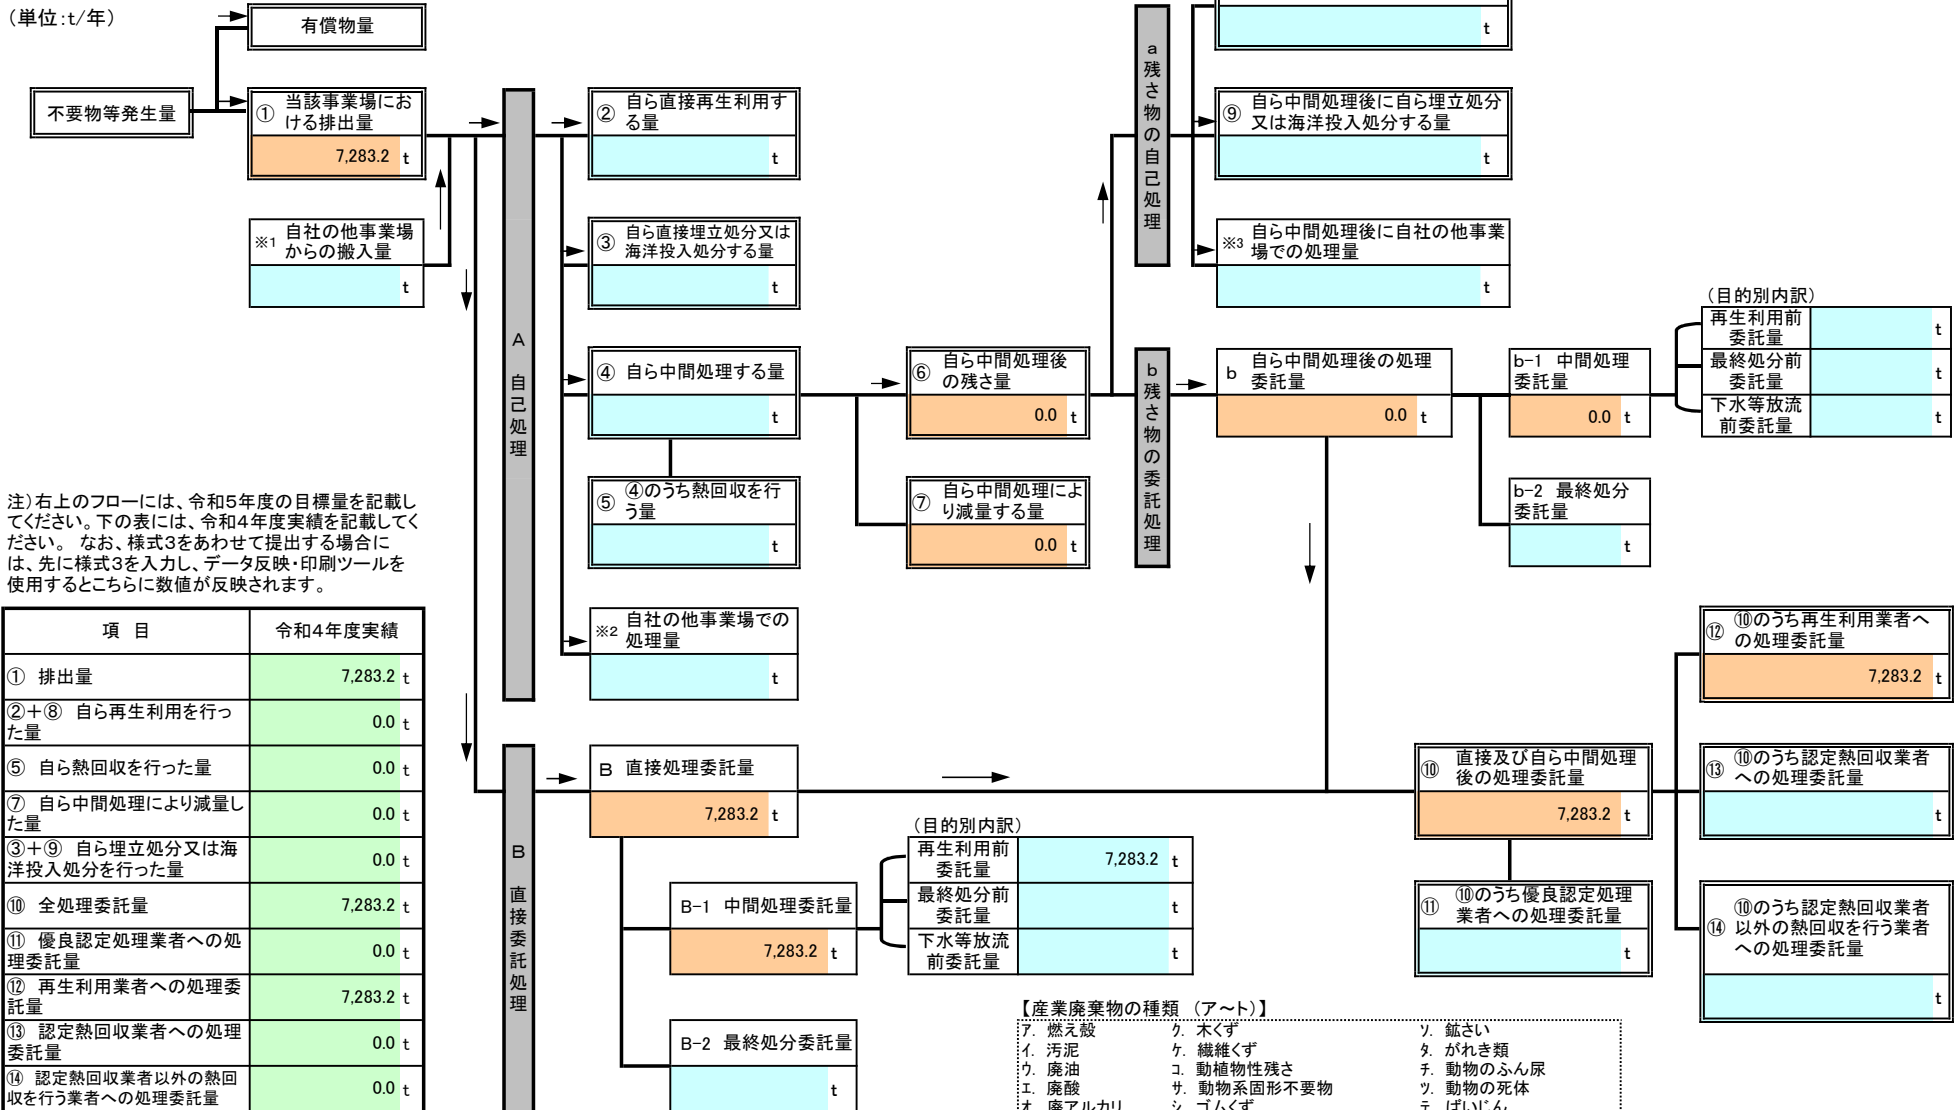 (単位:t/年)
有償物量
不要物等発生量
① 当該事業場にお
ける排出量
7,283.2 t
※1 自社の他事業場
からの搬入量
t
A 自己処理
② 自ら直接再生利用す
る量
t
③ 自ら直接埋立処分又は
海洋投入処分する量
t
④ 自ら中間処理する量
t
⑤ ④のうち熱回収を行
う量
t
※2 自社の他事業場での
処理量
t
⑥ 自ら中間処理後
の残さ量
0.0 t
⑦ 自ら中間処理によ
り減量する量
0.0 t
a 残さ物の自己処理
t
⑨ 自ら中間処理後に自ら埋立処分
又は海洋投入処分する量
t
※3 自ら中間処理後に自社の他事業
場での処理量
t
b 残さ物の委託処理
b 自ら中間処理後の処理
委託量
0.0 t
b-1 中間処理
委託量
0.0 t
b-2 最終処分
委託量
t
(目的別内訳)
再生利用前
委託量
t
最終処分前
委託量
t
下水等放流
前委託量
t
注)右上のフローには、令和5年度の目標量を記載し
てください。下の表には、令和4年度実績を記載してく
ださい。 なお、様式3をあわせて提出する場合に
は、先に様式3を入力し、データ反映・印刷ツールを
使用するとこちらに数値が反映されます。
項 目 令和4年度実績
① 排出量 7,283.2 t
②+⑧ 自ら再生利用を行っ
た量
0.0 t
⑤ 自ら熱回収を行った量 0.0 t
⑦ 自ら中間処理により減量し
た量
0.0 t
③+⑨ 自ら埋立処分又は海
洋投入処分を行った量
0.0 t
⑩ 全処理委託量 7,283.2 t
⑪ 優良認定処理業者への処
理委託量
0.0 t
⑫ 再生利用業者への処理委
託量
7,283.2 t
⑬ 認定熱回収業者への処理
委託量
0.0 t
⑭ 認定熱回収業者以外の熱回
収を行う業者への処理委託量
0.0 t
B 直接委託処理
B 直接処理委託量
7,283.2 t
B-1 中間処理委託量
7,283.2 t
B-2 最終処分委託量
t
(目的別内訳)
再生利用前
委託量
7,283.2 t
最終処分前
委託量
t
下水等放流
前委託量
t
⑩ 直接及び自ら中間処理
後の処理委託量
7,283.2 t
⑪ ⑩のうち優良認定処理
業者への処理委託量
t
⑫ ⑩のうち再生利用業者へ
の処理委託量
7,283.2 t
⑬ ⑩のうち認定熱回収業者
への処理委託量
t
⑭ ⑩のうち認定熱回収業者
以外の熱回収を行う業者
への処理委託量
t
【産業廃棄物の種類 (ア~ト)】
ア. 燃え殻 ク. 木くず ソ. 鉱さい
イ. 汚泥 ケ. 繊維くず タ. がれき類
ウ. 廃油 コ. 動植物性残さ チ. 動物のふん尿
エ. 廃酸 サ. 動物系固形不要物 ツ. 動物の死体
オ. 廃アルカリ シ. ゴムくず テ. ばいじん